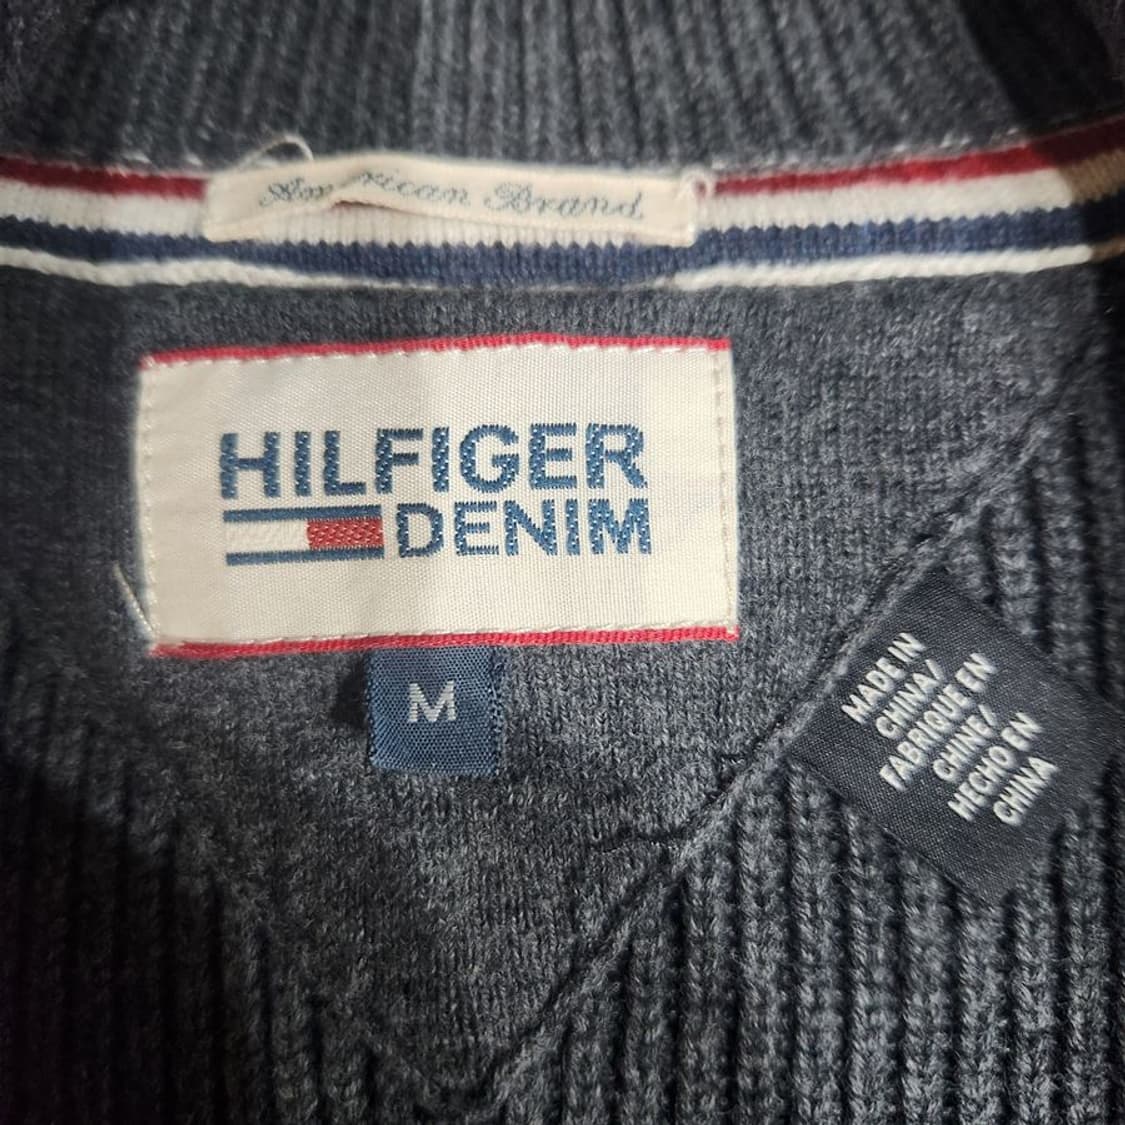 American Brand
HILFIGER
DENIM
M
MADE IN
CHINA/
FABRIQUE EN
CHINE/
HECHO EN
CHINA